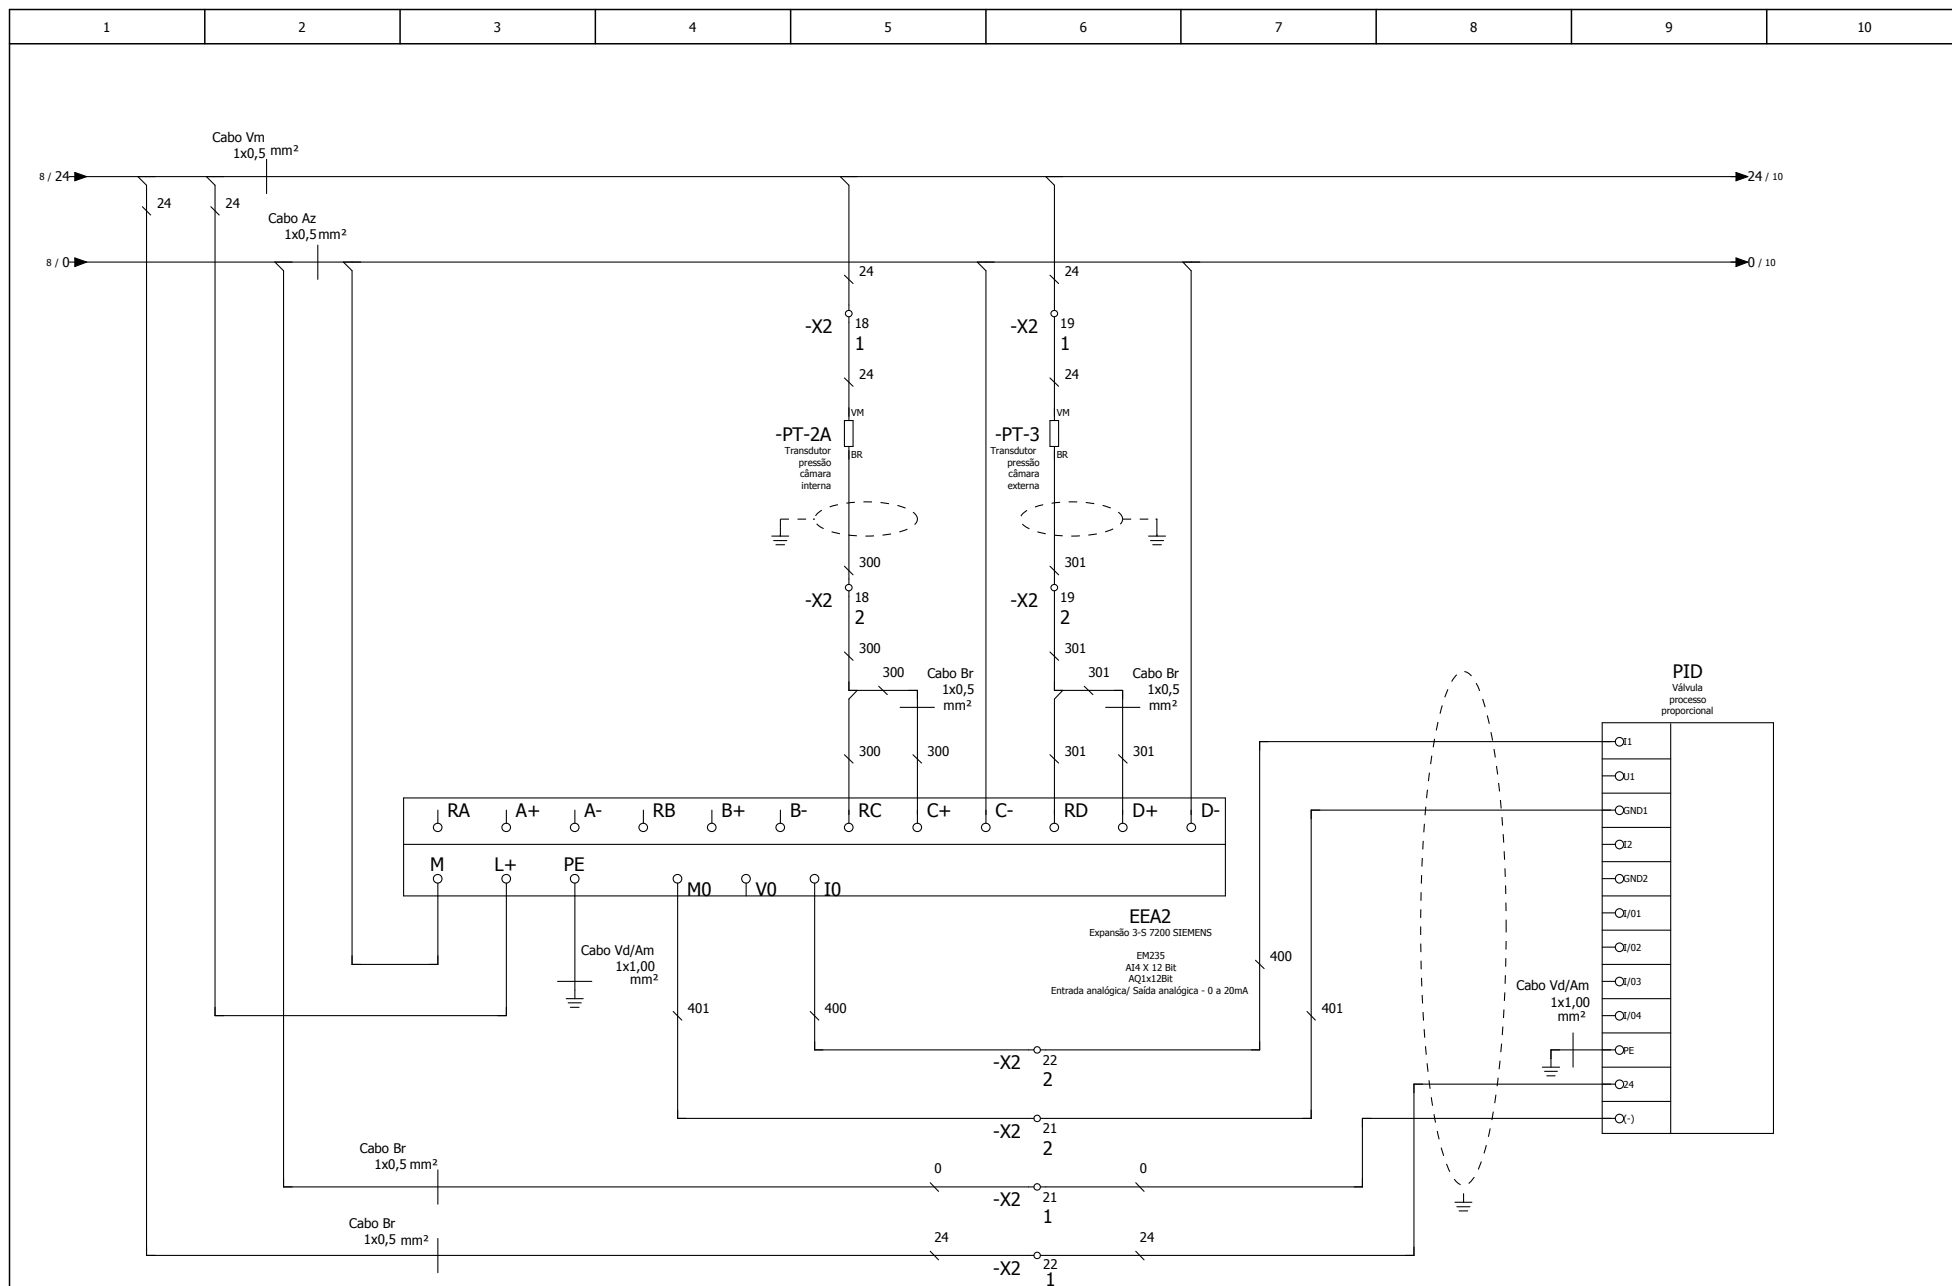 1 2 3 4 5 6 7 8 9 10
Cabo Vm
1x0,5 mm²
8 / 24
24 / 10
24
24
Cabo Az
1x0,5 mm²
8 / 0
0 / 10
24
24
-X2
18
1
-X2
19
1
24
24
VM
VM
-PT-2A
Transdutor
pressão
câmara
interna
BR
-PT-3
Transdutor
pressão
câmara
externa
BR
300
301
-X2
18
2
-X2
19
2
300
301
300
Cabo Br
1x0,5
mm²
301
Cabo Br
1x0,5
mm²
300
300
301
301
PID
Válvula
processo
proporcional
I1
U1
GND1
I2
GND2
I/01
I/02
I/03
I/04
PE
24
(-)
RA A+ A- RB B+ B- RC C+ C- RD D+ D-
M L+ PE
M0 V0 I0
EEA2
Expansão 3-S 7200 SIEMENS
EM235
AI4 X 12 Bit
AQ1x12Bit
Entrada analógica/ Saída analógica - 0 a 20mA
Cabo Vd/Am
1x1,00
mm²
400
Cabo Vd/Am
1x1,00
mm²
401
400
401
-X2
22
2
-X2
21
2
Cabo Br
1x0,5 mm²
0
0
-X2
21
1
Cabo Br
1x0,5 mm²
24
24
-X2
22
1